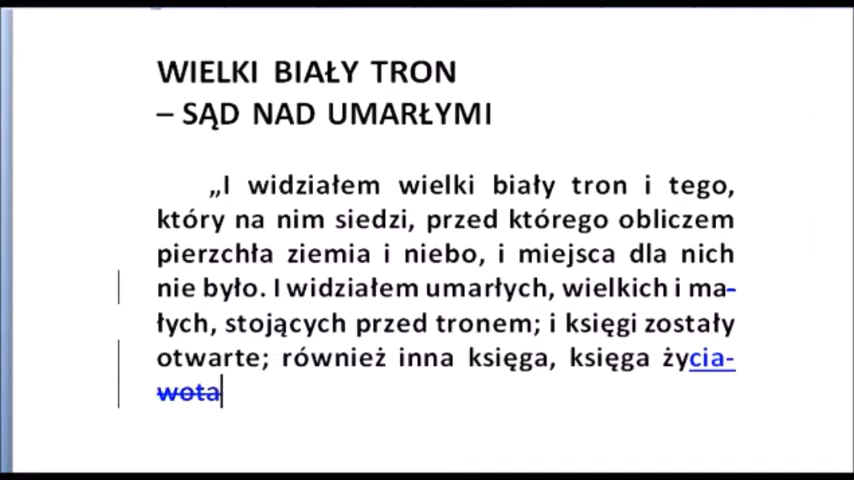 WIELKI BIAŁY TRON
– SĄD NAD UMARŁYMI
„I widziałem wielki biały tron i tego,
który na nim siedzi, przed którego obliczem
pierzchła ziemia i niebo, i miejsca dla nich
nie było. I widziałem umarłych, wielkich i ma-
łych, stojących przed tronem; i księgi zostały
otwarte; również inna księga, księga życia-
wota